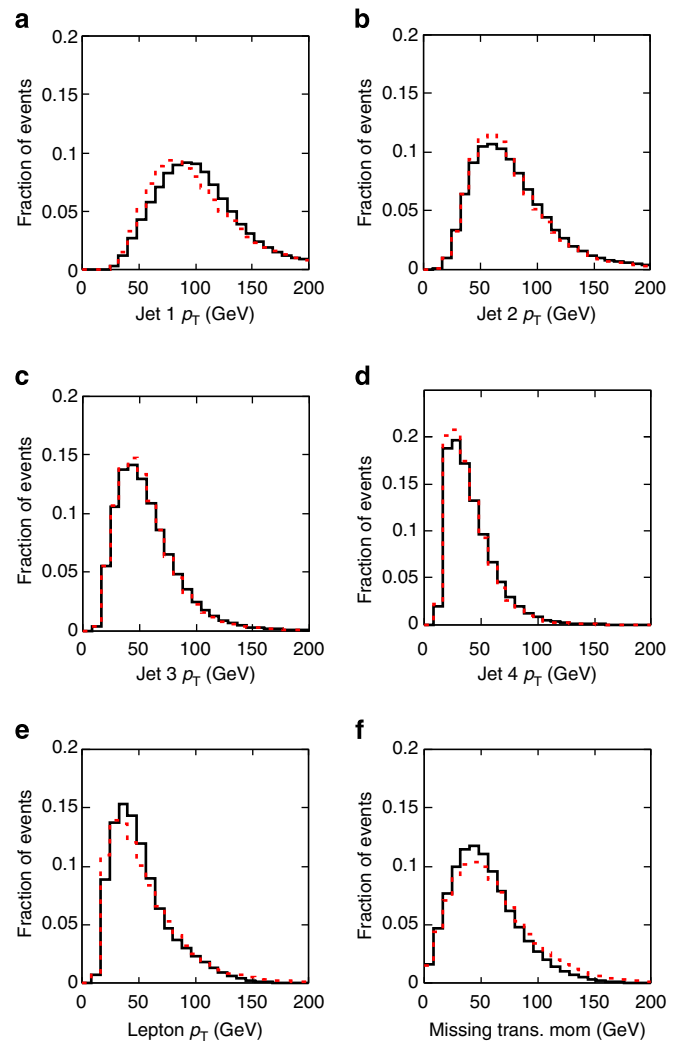 a
0.2
0.15
0.1
0.05
0
0 50 100 150 200
Fraction of events
Jet 1 pT (GeV)
b
0.2
0.15
0.1
0.05
0
0 50 100 150 200
Fraction of events
Jet 2 pT (GeV)
c
0.2
0.15
0.1
0.05
0
0 50 100 150 200
Fraction of events
Jet 3 pT (GeV)
d
0.2
0.15
0.10
0.05
0
0 50 100 150 200
Fraction of events
Jet 4 pT (GeV)
e
0.2
0.15
0.1
0.05
0
0 50 100 150 200
Fraction of events
Lepton pT (GeV)
f
0.2
0.15
0.1
0.05
0
0 50 100 150 200
Fraction of events
Missing trans. mom (GeV)